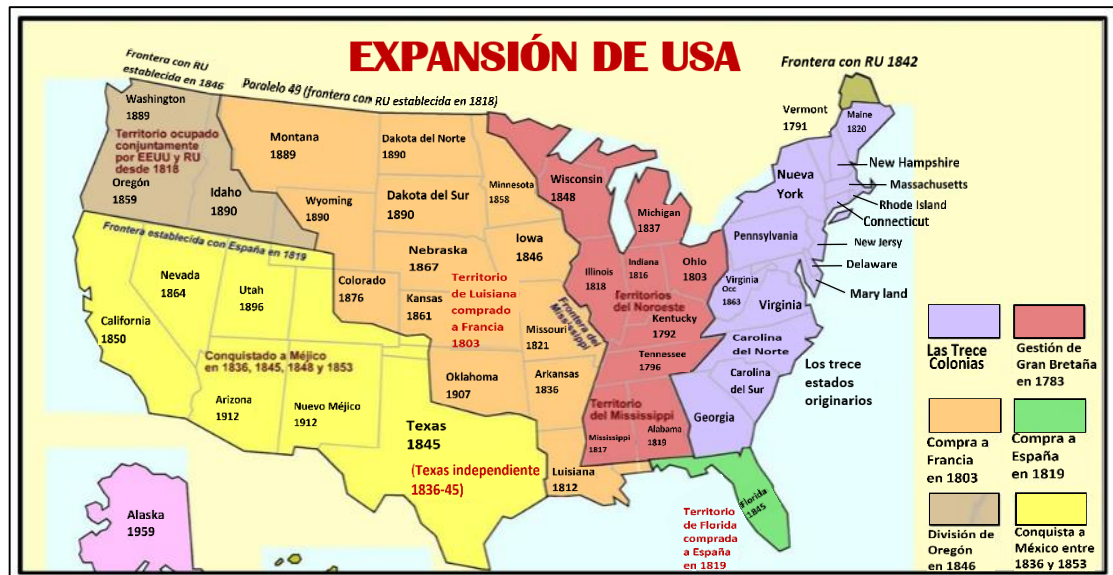 EXPANSIÓN DE USA
Frontera con RU
establecida en 1846
Paralelo 49 (frontera con RU establecida en 1818)
Frontera con RU 1842
Washington
1889
Territorio ocupado
conjuntamente
por EEUU y RU
desde 1818
Oregón
1859
Idaho
1890
Montana
1889
Dakota del Norte
1890
Dakota del Sur
1890
Wyoming
1890
Minnesota
1858
Wisconsin
1848
Michigan
1837
Vermont
1791
Maine
1820
New Hampshire
Massachusetts
Rhode Island
Connecticut
Nueva
York
Pennsylvania
New Jersy
Delaware
Mary land
Frontera establecida con España en 1819
Nevada
1864
Utah
1896
California
1850
Colorado
1876
Nebraska
1867
Kansas
1861
Iowa
1846
Territorio
de Luisiana
comprado
a Francia
1803
Missouri
1821
Frontera del
Mississippi
Illinois
1818
Indiana
1816
Ohio
1803
Territorios
del Noroeste
Kentucky
1792
Tennessee
1796
Virginia
Occ
1863
Virginia
Carolina
del Norte
Carolina
del Sur
Georgia
Los trece
estados
originarios
Conquistado a Méjico
en 1836, 1845, 1848 y 1853
Arizona
1912
Nuevo Méjico
1912
Oklahoma
1907
Arkansas
1836
Territorio
del Mississippi
Mississippi
1817
Alabama
1819
Texas
1845
(Texas independiente
1836-45)
Luisiana
1812
Florida
1845
Territorio
de Florida
comprada
a España
en 1819
Alaska
1959
Las Trece
Colonias
Gestión de
Gran Bretaña
en 1783
Compra a
Francia
en 1803
Compra a
España
en 1819
División de
Oregón
en 1846
Conquista a
México entre
1836 y 1853